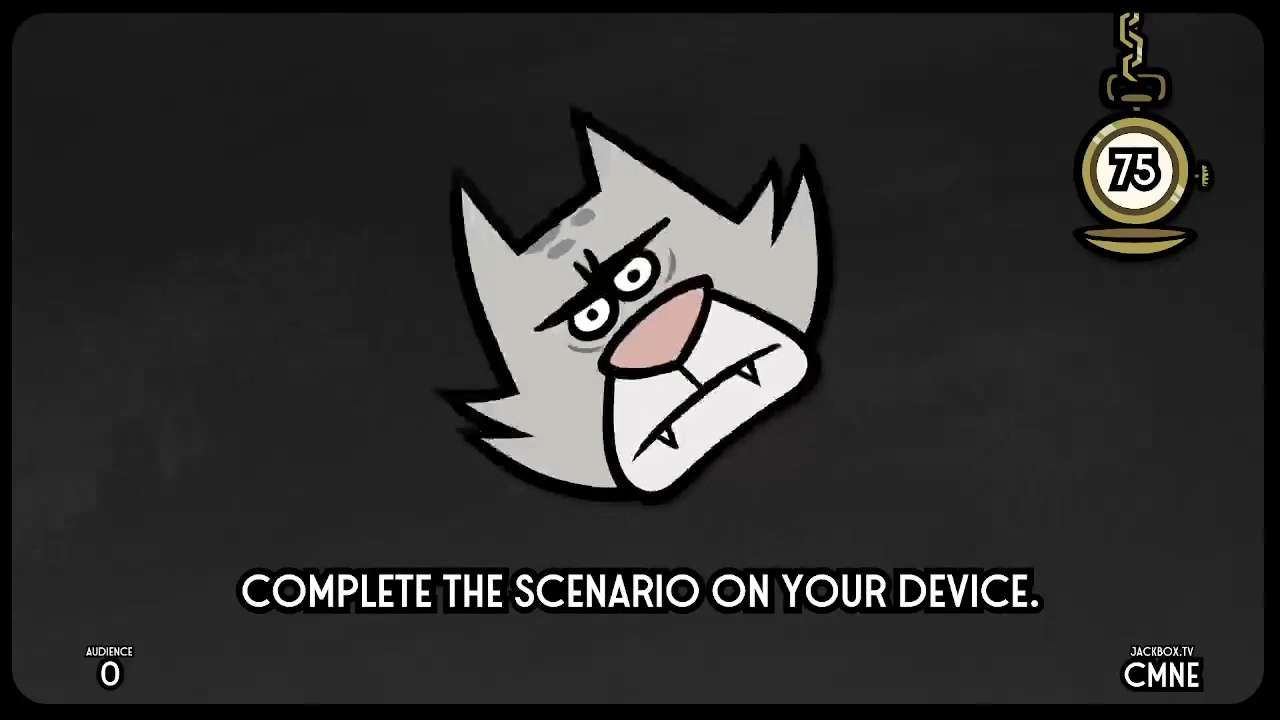 75
COMPLETE THE SCENARIO ON YOUR DEVICE.
AUDIENCE
0
JACKBOX.TV
CMNE